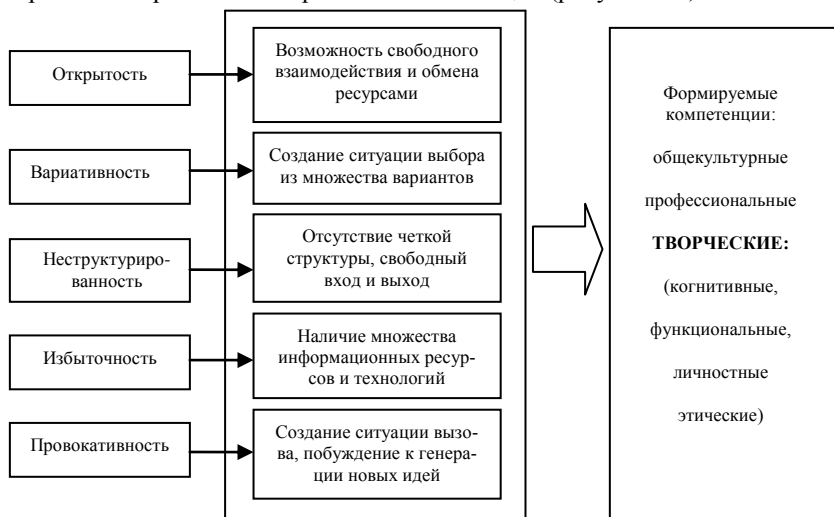 Открытость
Возможность свободного
взаимодействия и обмена
ресурсами
Вариативность
Создание ситуации выбора
из множества вариантов
Неструктуриро-
ванность
Отсутствие четкой
структуры, свободный
вход и выход
Избыточность
Наличие множества
информационных ресур-
сов и технологий
Провокативность
Создание ситуации вызо-
ва, побуждение к генера-
ции новых идей
Формируемые
компетенции:
общекультурные
профессиональные
ТВОРЧЕСКИЕ:
(когнитивные,
функциональные,
личностные
этические)